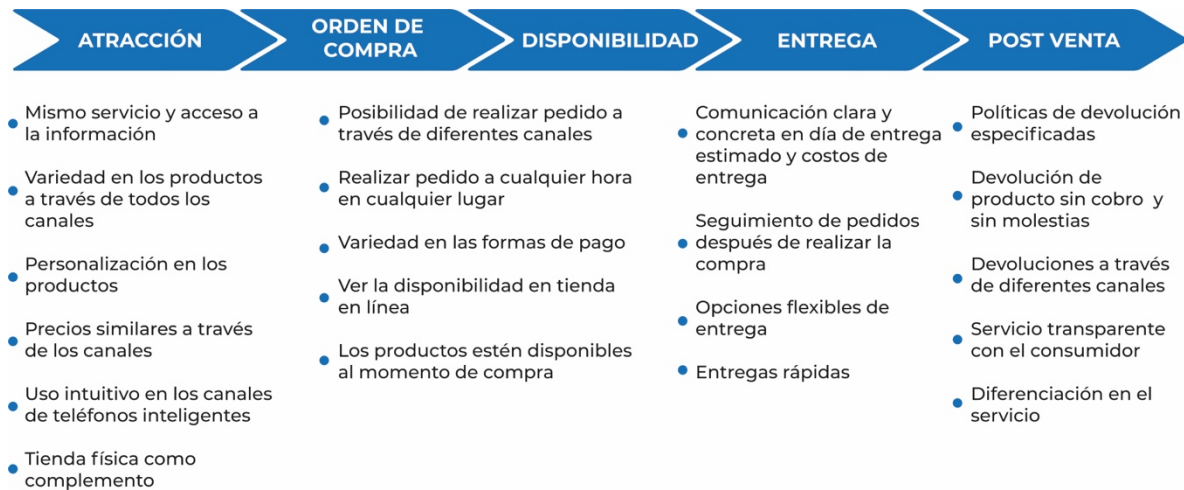 ATRACCIÓN
ORDEN DE
COMPRA
DISPONIBILIDAD
ENTREGA
POST VENTA
Mismo servicio y acceso a
la información
Variedad en los productos
a través de todos los
canales
Personalización en los
productos
Precios similares a través
de los canales
Uso intuitivo en los canales
de teléfonos inteligentes
Tienda física como
complemento
Posibilidad de realizar pedido a
través de diferentes canales
Realizar pedido a cualquier hora
en cualquier lugar
Variedad en las formas de pago
Ver la disponibilidad en tienda
en línea
Los productos estén disponibles
al momento de compra
Comunicación clara y
concreta en día de entrega
estimado y costos de
entrega
Seguimiento de pedidos
después de realizar la
compra
Opciones flexibles de
entrega
Entregas rápidas
Políticas de devolución
especificadas
Devolución de
producto sin cobro y
sin molestias
Devoluciones a través
de diferentes canales
Servicio transparente
con el consumidor
Diferenciación en el
servicio